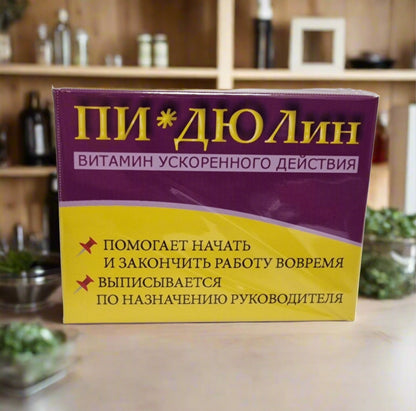 ПИ*ДЮЛин
ВИТАМИН УСКОРЕННОГО ДЕЙСТВИЯ
ПОМОГАЕТ НАЧАТЬ
И ЗАКОНЧИТЬ РАБОТУ ВОВРЕМЯ
ВЫПИСЫВАЕТСЯ
ПО НАЗНАЧЕНИЮ РУКОВОДИТЕЛЯ